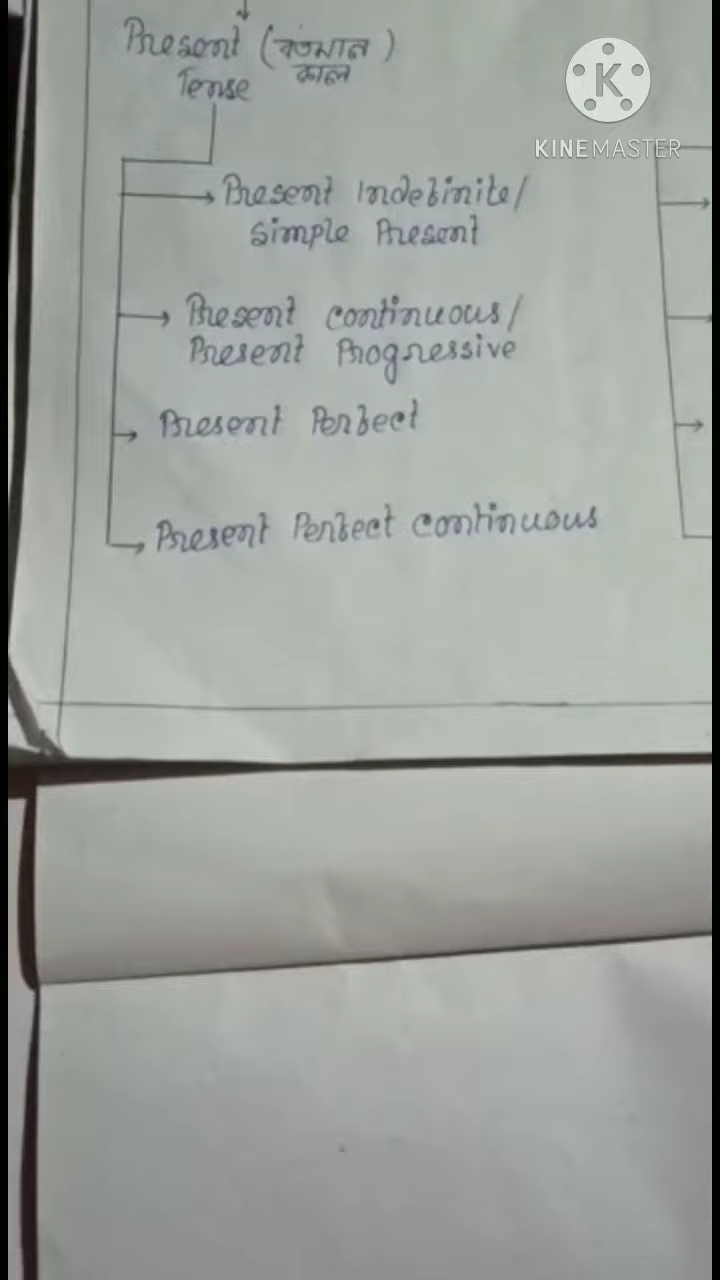 Present (বর্তমান)
Tense কাল
Present Indefinite/
Simple Present
Present continuous/
Present Progressive
Present Perfect
Present Perfect continuous
K
KINEMASTER